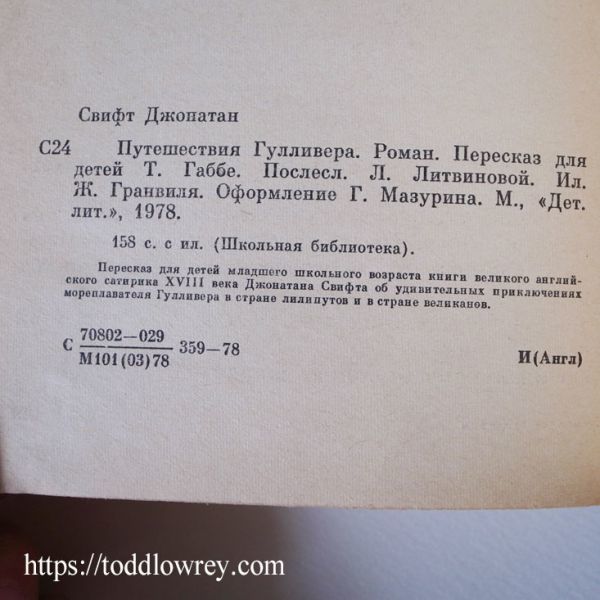 Свифт Джонатан
С24 Путешествия Гулливера. Роман. Пересказ для
детей Т. Габбе. Послесл. Л. Литвиновой. Ил.
Ж. Гранвиля. Оформление Г. Мазурина. М., «Дет.
лит.», 1978.
158 с. с ил. (Школьная библиотека).
Пересказ для детей младшего школьного возраста книги великого англий-
ского сатирика XVIII века Джонатана Свифта об удивительных приключениях
мореплавателя Гулливера в стране лилипутов и в стране великанов.
С 70802—029
М101(03)78 359—78
И(Англ)
https://toddlowrey.com/